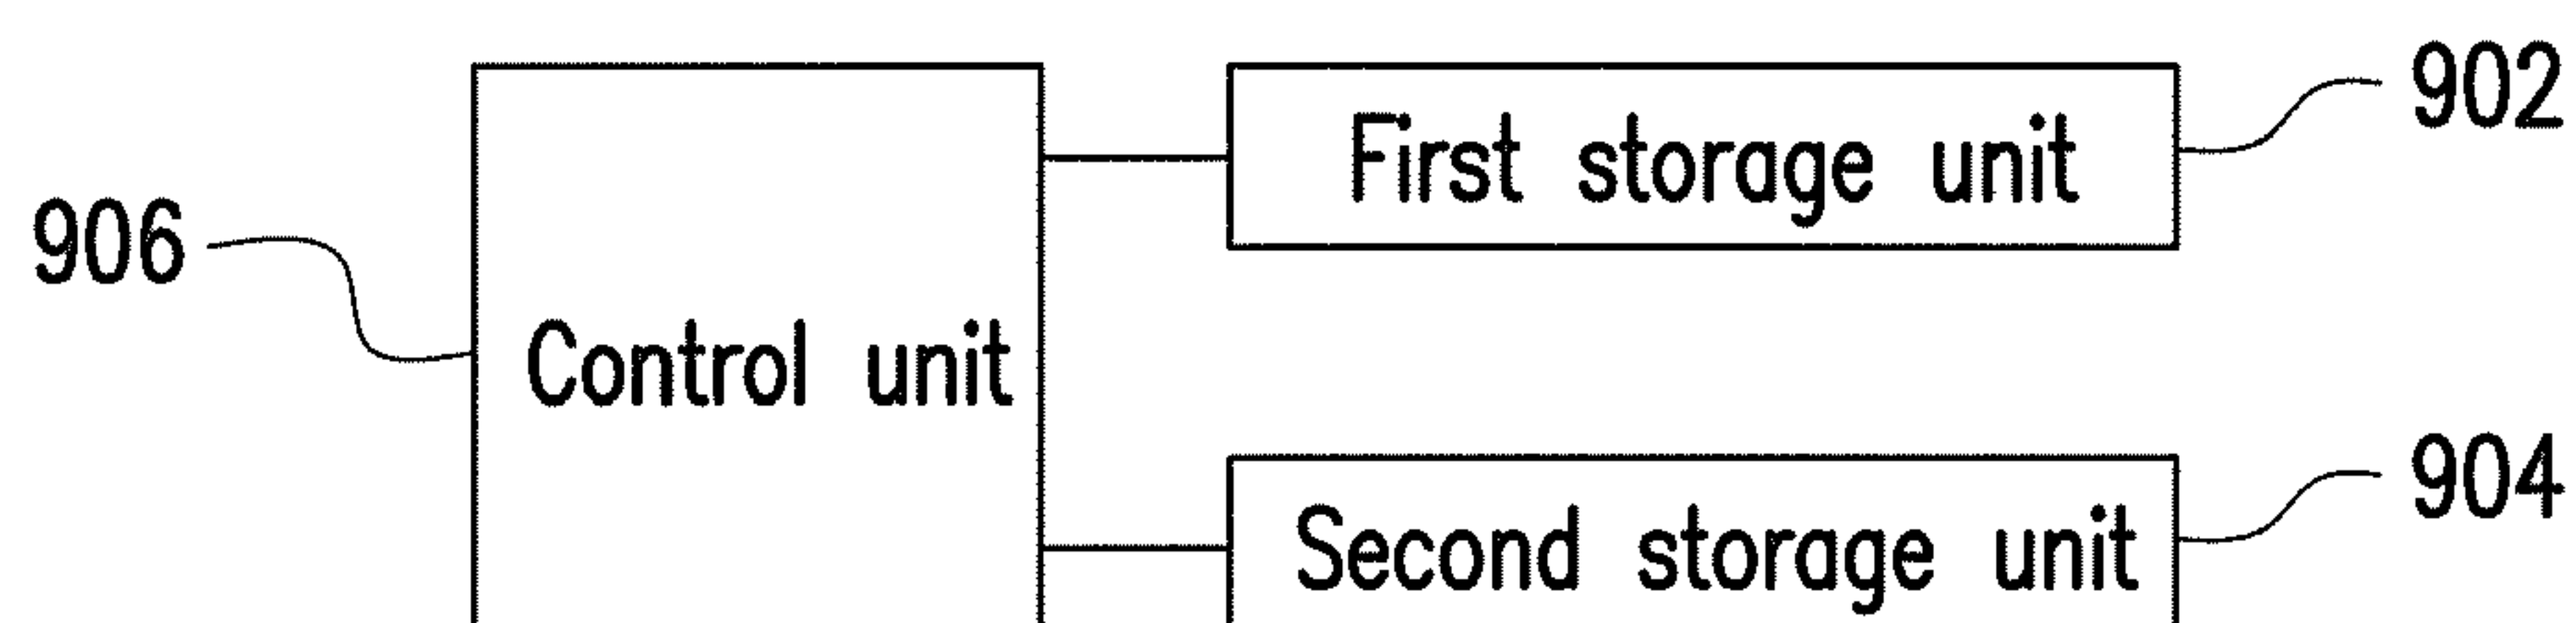 902
First storage unit
906
Control unit
904
Second storage unit